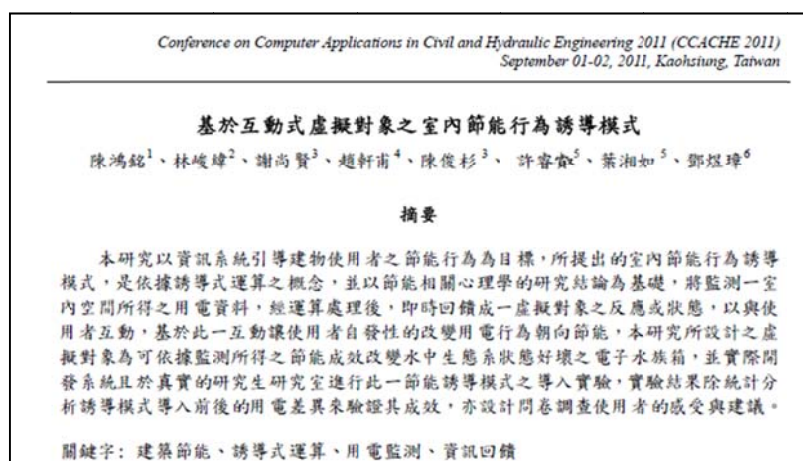 Conference on Computer Applications in Civil and Hydraulic Engineering 2011 (CCACHE 2011)
September 01-02, 2011, Kaohsiung, Taiwan
基於互動式虛擬對象之室內節能行為誘導模式
陳鴻銘1、林峻緯2、謝尚賢3、趙軒甫4、陳俊杉3、許睿歆5、葉湘如5、鄧煜璋6
摘要
本研究以資訊系統引導建物使用者之節能行為為目標，所提出的室內節能行為誘導
模式，是依據誘導式運算之概念，並以節能相關心理學的研究結論為基礎，將監測一室
內空間所得之用電資料，經運算處理後，即時回饋成一虛擬對象之反應或狀態，以與使
用者互動，基於此一互動讓使用者自發性的改變用電行為朝向節能，本研究所設計之虛
擬對象為可依據監測所得之節能成效改變水中生態系狀態好壞之電子水族箱，並實際開
發系統且於真實的研究生研究室進行此一節能誘導模式之導入實驗，實驗結果除統計分
析誘導模式導入前後的用電差異來驗證其成效，亦設計問卷調查使用者的感受與建議。
關鍵字：建築節能、誘導式運算、用電監測、資訊回饋